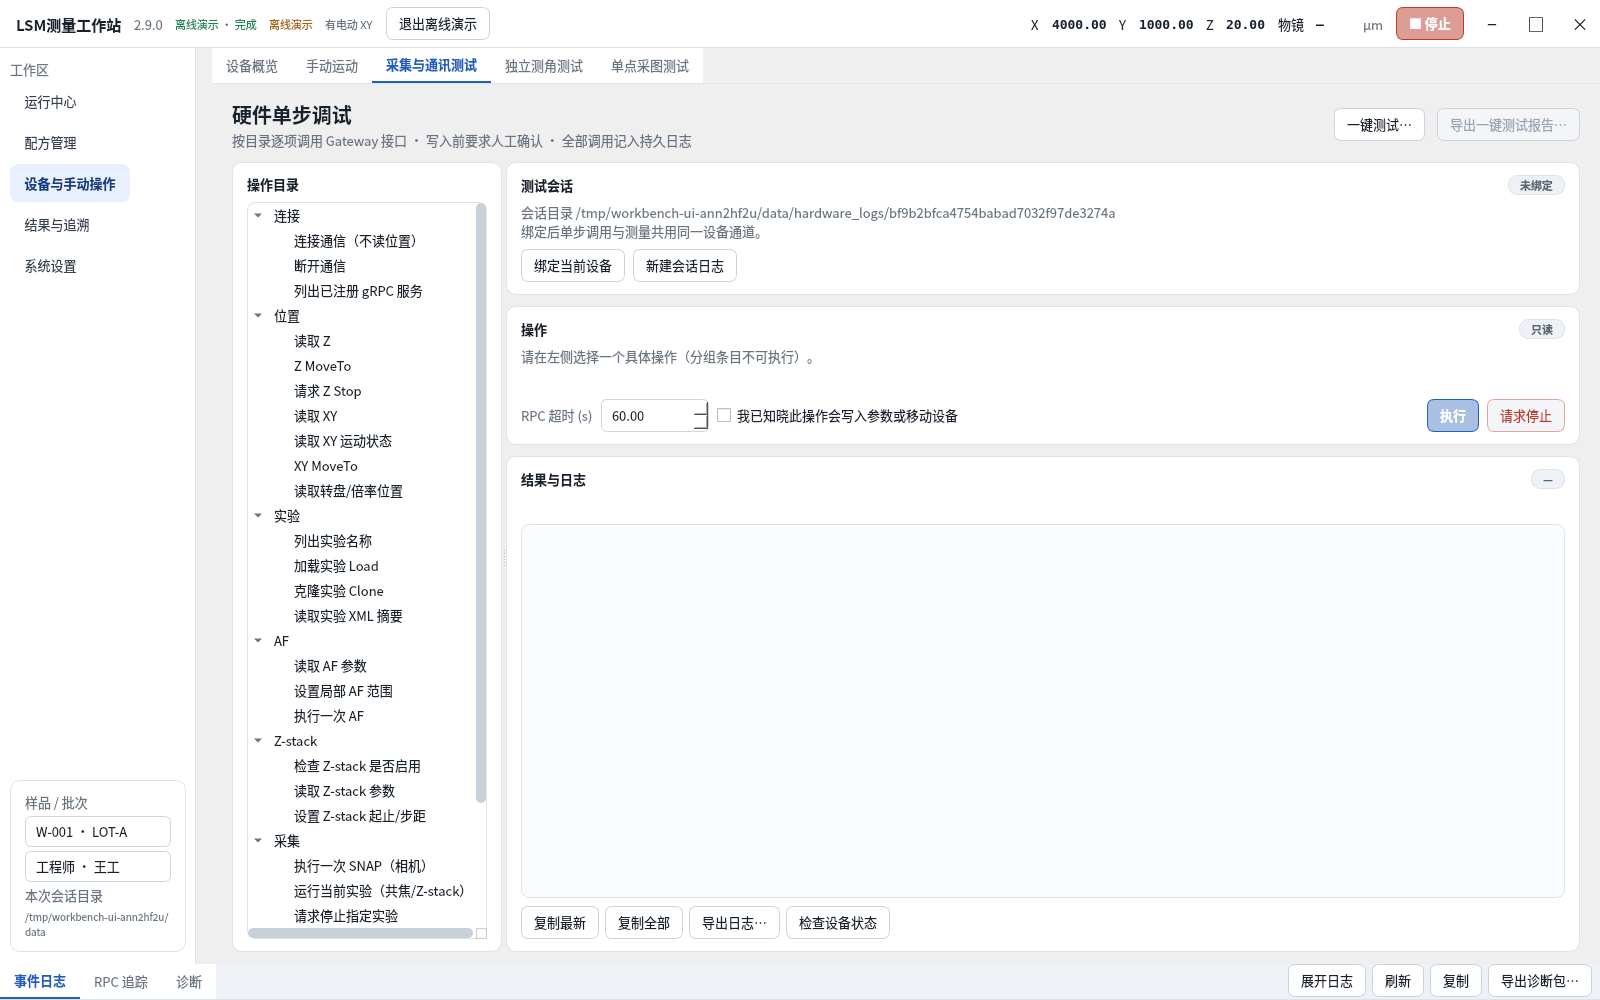 LSM测量工作站 2.9.0 离线演示 · 完成 离线演示 有电动 XY 退出离线演示 X 4000.00 Y 1000.00 Z 20.00 物镜 — μm 停止
工作区
运行中心
配方管理
设备与手动操作
结果与追溯
系统设置
样品 / 批次
W-001 · LOT-A
工程师 · 王工
本次会话目录
/tmp/workbench-ui-ann2hf2u/
data
设备概览 手动运动 采集与通讯测试 独立测角测试 单点采图测试
硬件单步调试
按目录逐项调用 Gateway 接口 · 写入前要求人工确认 · 全部调用记入持久日志
一键测试… 导出一键测试报告…
操作目录
连接
连接通信（不读位置）
断开通信
列出已注册 gRPC 服务
位置
读取 Z
Z MoveTo
请求 Z Stop
读取 XY
读取 XY 运动状态
XY MoveTo
读取转盘/倍率位置
实验
列出实验名称
加载实验 Load
克隆实验 Clone
读取实验 XML 摘要
AF
读取 AF 参数
设置局部 AF 范围
执行一次 AF
Z-stack
检查 Z-stack 是否启用
读取 Z-stack 参数
设置 Z-stack 起止/步距
采集
执行一次 SNAP（相机）
运行当前实验（共焦/Z-stack）
请求停止指定实验
测试会话 未绑定
会话目录 /tmp/workbench-ui-ann2hf2u/data/hardware_logs/bf9b2bfca4754babad7032f97de3274a
绑定后单步调用与测量共用同一设备通道。
绑定当前设备 新建会话日志
操作 只读
请在左侧选择一个具体操作（分组条目不可执行）。
RPC 超时 (s) 60.00 我已知晓此操作会写入参数或移动设备 执行 请求停止
结果与日志 —
复制最新 复制全部 导出日志… 检查设备状态
事件日志 RPC 追踪 诊断 展开日志 刷新 复制 导出诊断包…